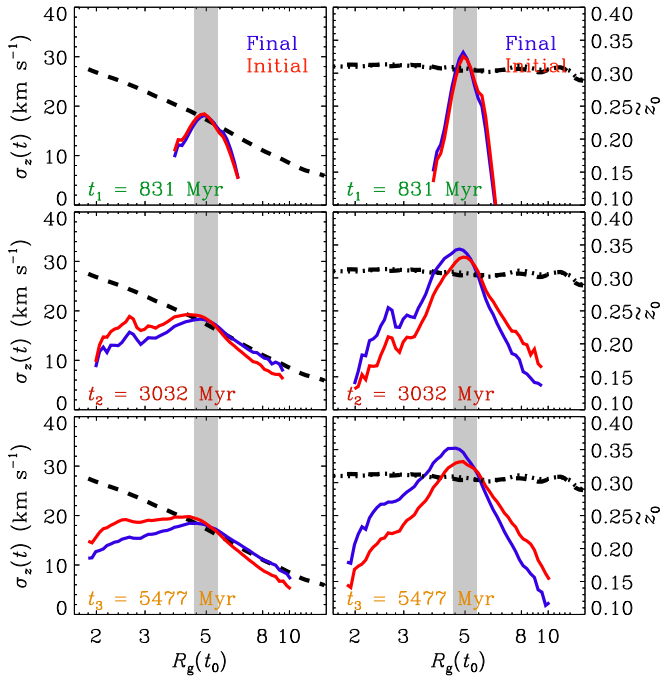 40 Final Final 0.40
30 Initial Initial 0.35
20 0.30
10 0.25
0 0.20
0.15
0.10
σz(t) (km s⁻¹) z̃0
t1 = 831 Myr t1 = 831 Myr
40 0.40
30 0.35
20 0.30
10 0.25
0 0.20
0.15
0.10
σz(t) (km s⁻¹) z̃0
t2 = 3032 Myr t2 = 3032 Myr
40 0.40
30 0.35
20 0.30
10 0.25
0 0.20
0.15
0.10
σz(t) (km s⁻¹) z̃0
t3 = 5477 Myr t3 = 5477 Myr
2 3 5 8 10 2 3 5 8 10
Rg(t0) Rg(t0)